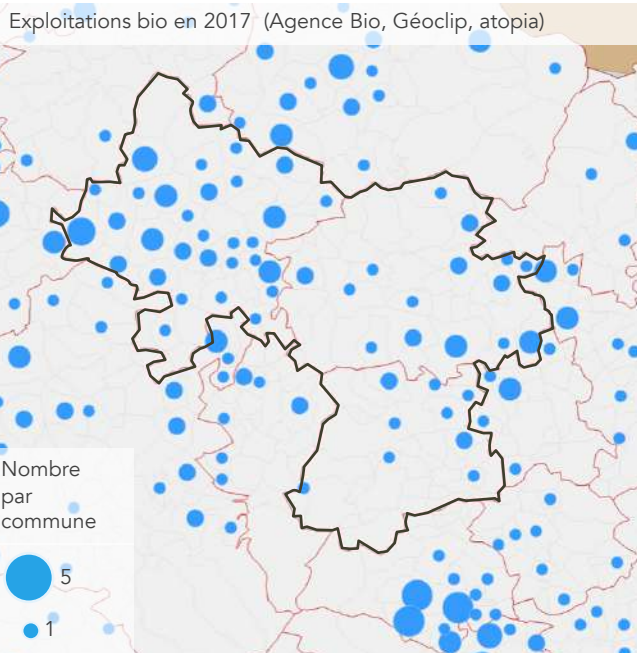 Exploitations bio en 2017 (Agence Bio, Géoclip, atopia)
Nombre
par
commune
5
1